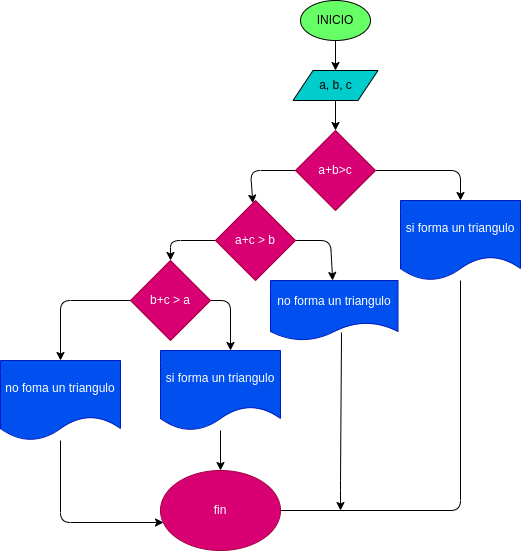 INICIO
a, b, c
a+b>c
si forma un triangulo
a+c > b
no forma un triangulo
b+c > a
no foma un triangulo
si forma un triangulo
fin